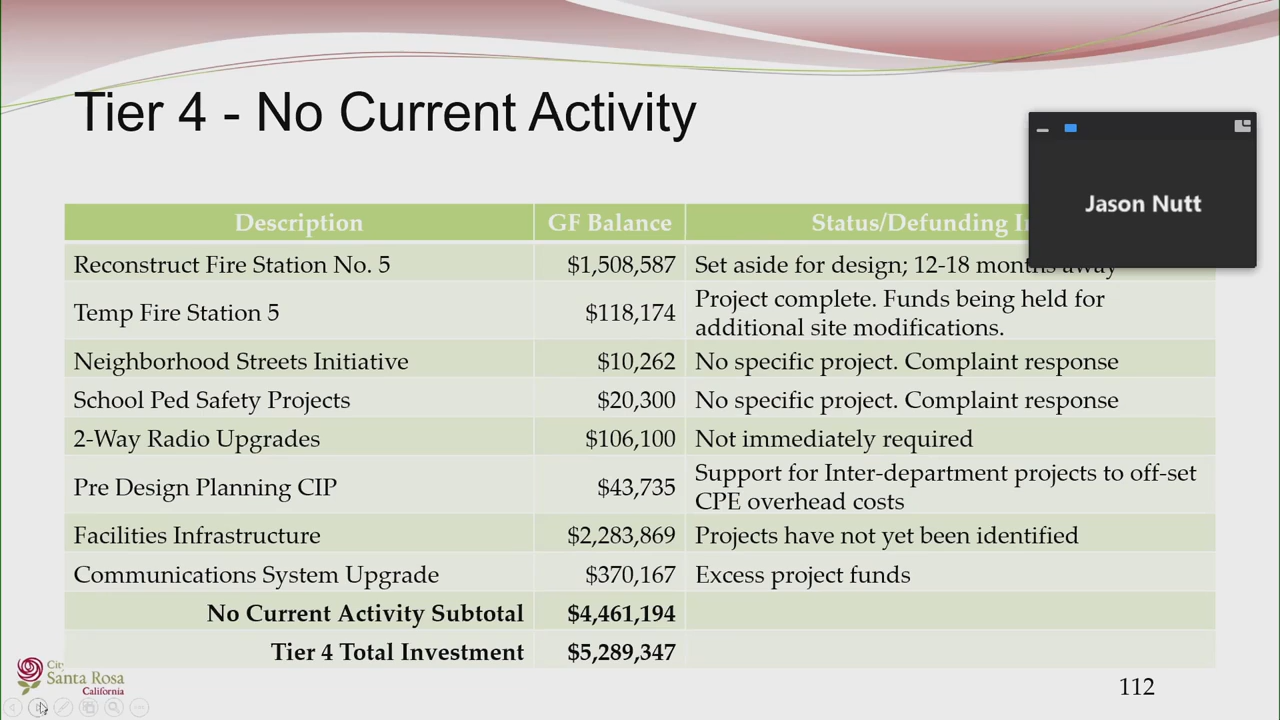 Tier 4 - No Current Activity
Jason Nutt
Description GF Balance Status/Defunding
Reconstruct Fire Station No. 5 $1,508,587 Set aside for design; 12-18 months away
Temp Fire Station 5 $118,174 Project complete. Funds being held for
additional site modifications.
Neighborhood Streets Initiative $10,262 No specific project. Complaint response
School Ped Safety Projects $20,300 No specific project. Complaint response
2-Way Radio Upgrades $106,100 Not immediately required
Pre Design Planning CIP $43,735 Support for Inter-department projects to off-set
CPE overhead costs
Facilities Infrastructure $2,283,869 Projects have not yet been identified
Communications System Upgrade $370,167 Excess project funds
No Current Activity Subtotal $4,461,194
Tier 4 Total Investment $5,289,347
Santa Rosa
California
112